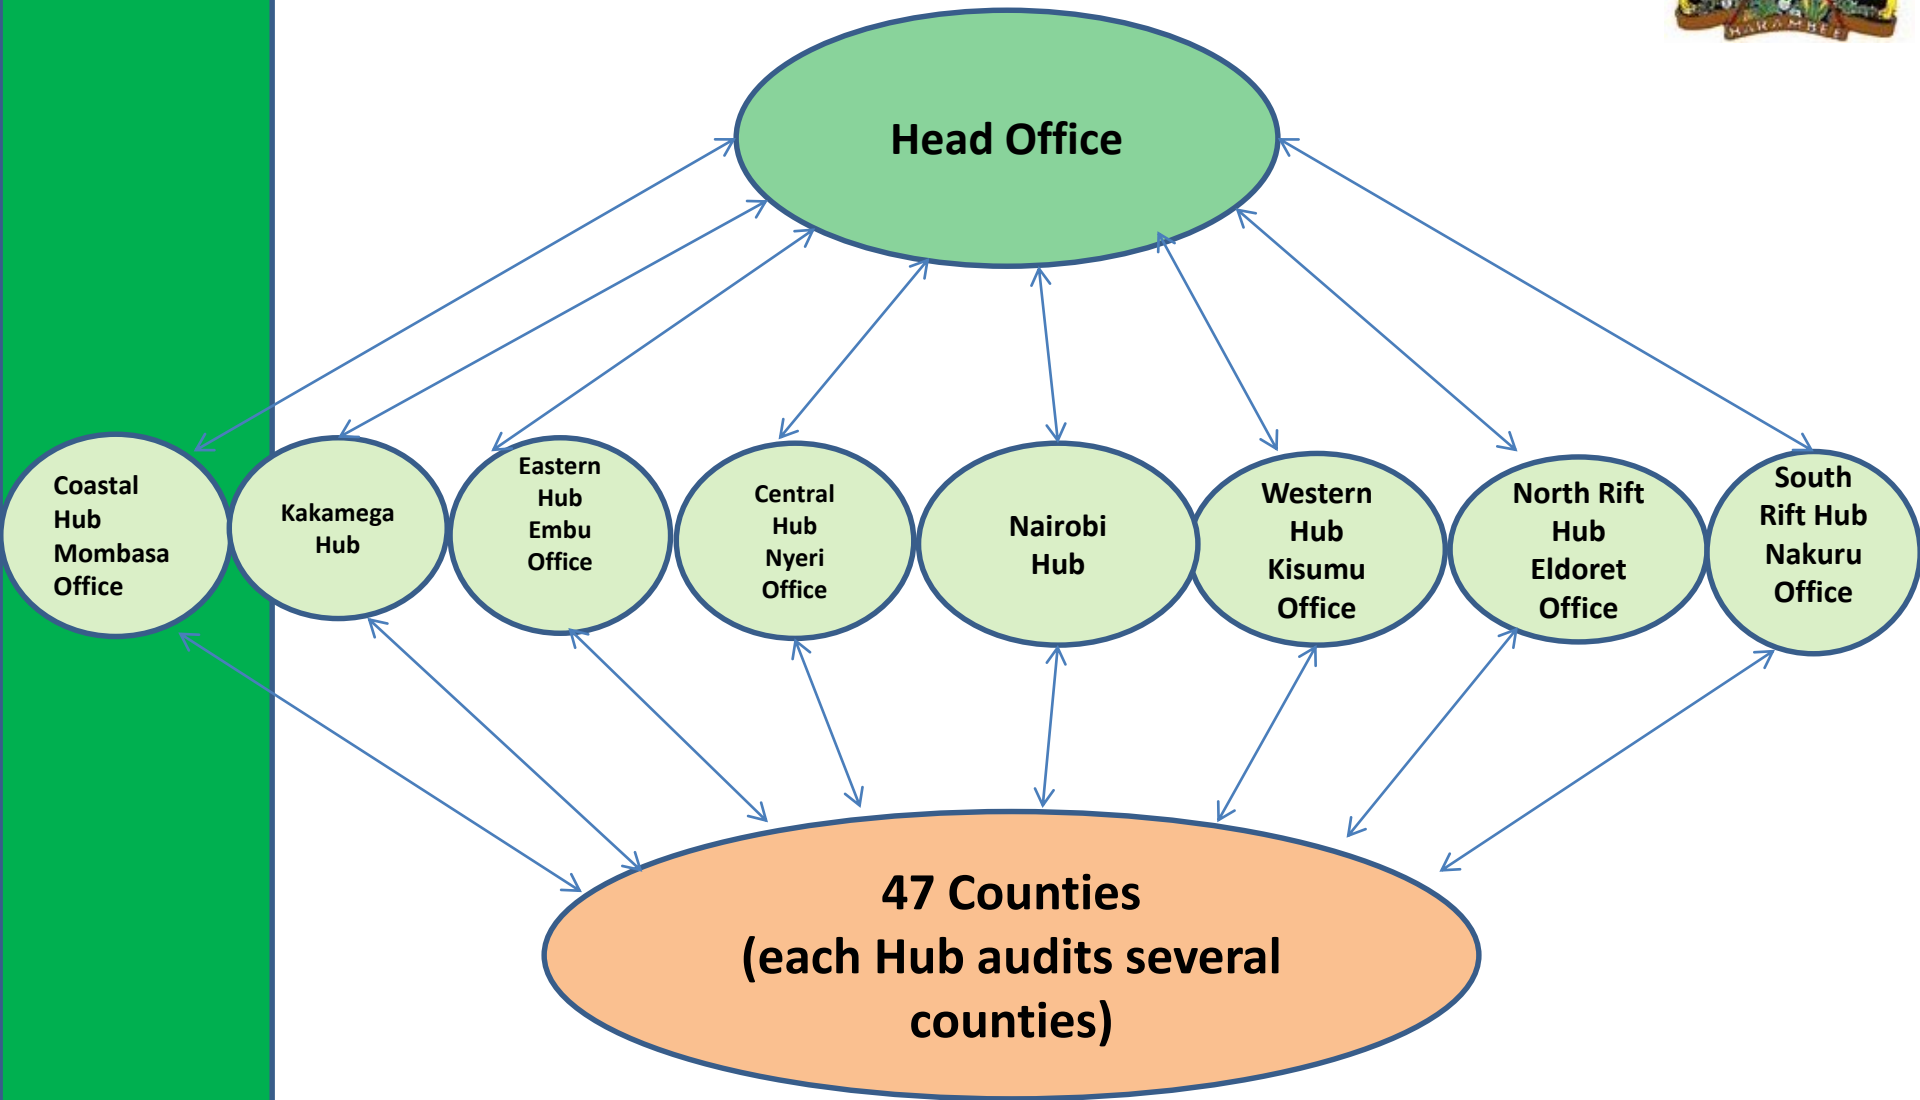 HARAMBEE
Head Office
Coastal
Hub
Mombasa
Office
Kakamega
Hub
Eastern
Hub
Embu
Office
Central
Hub
Nyeri
Office
Nairobi
Hub
Western
Hub
Kisumu
Office
North Rift
Hub
Eldoret
Office
South
Rift Hub
Nakuru
Office
47 Counties
(each Hub audits several
counties)